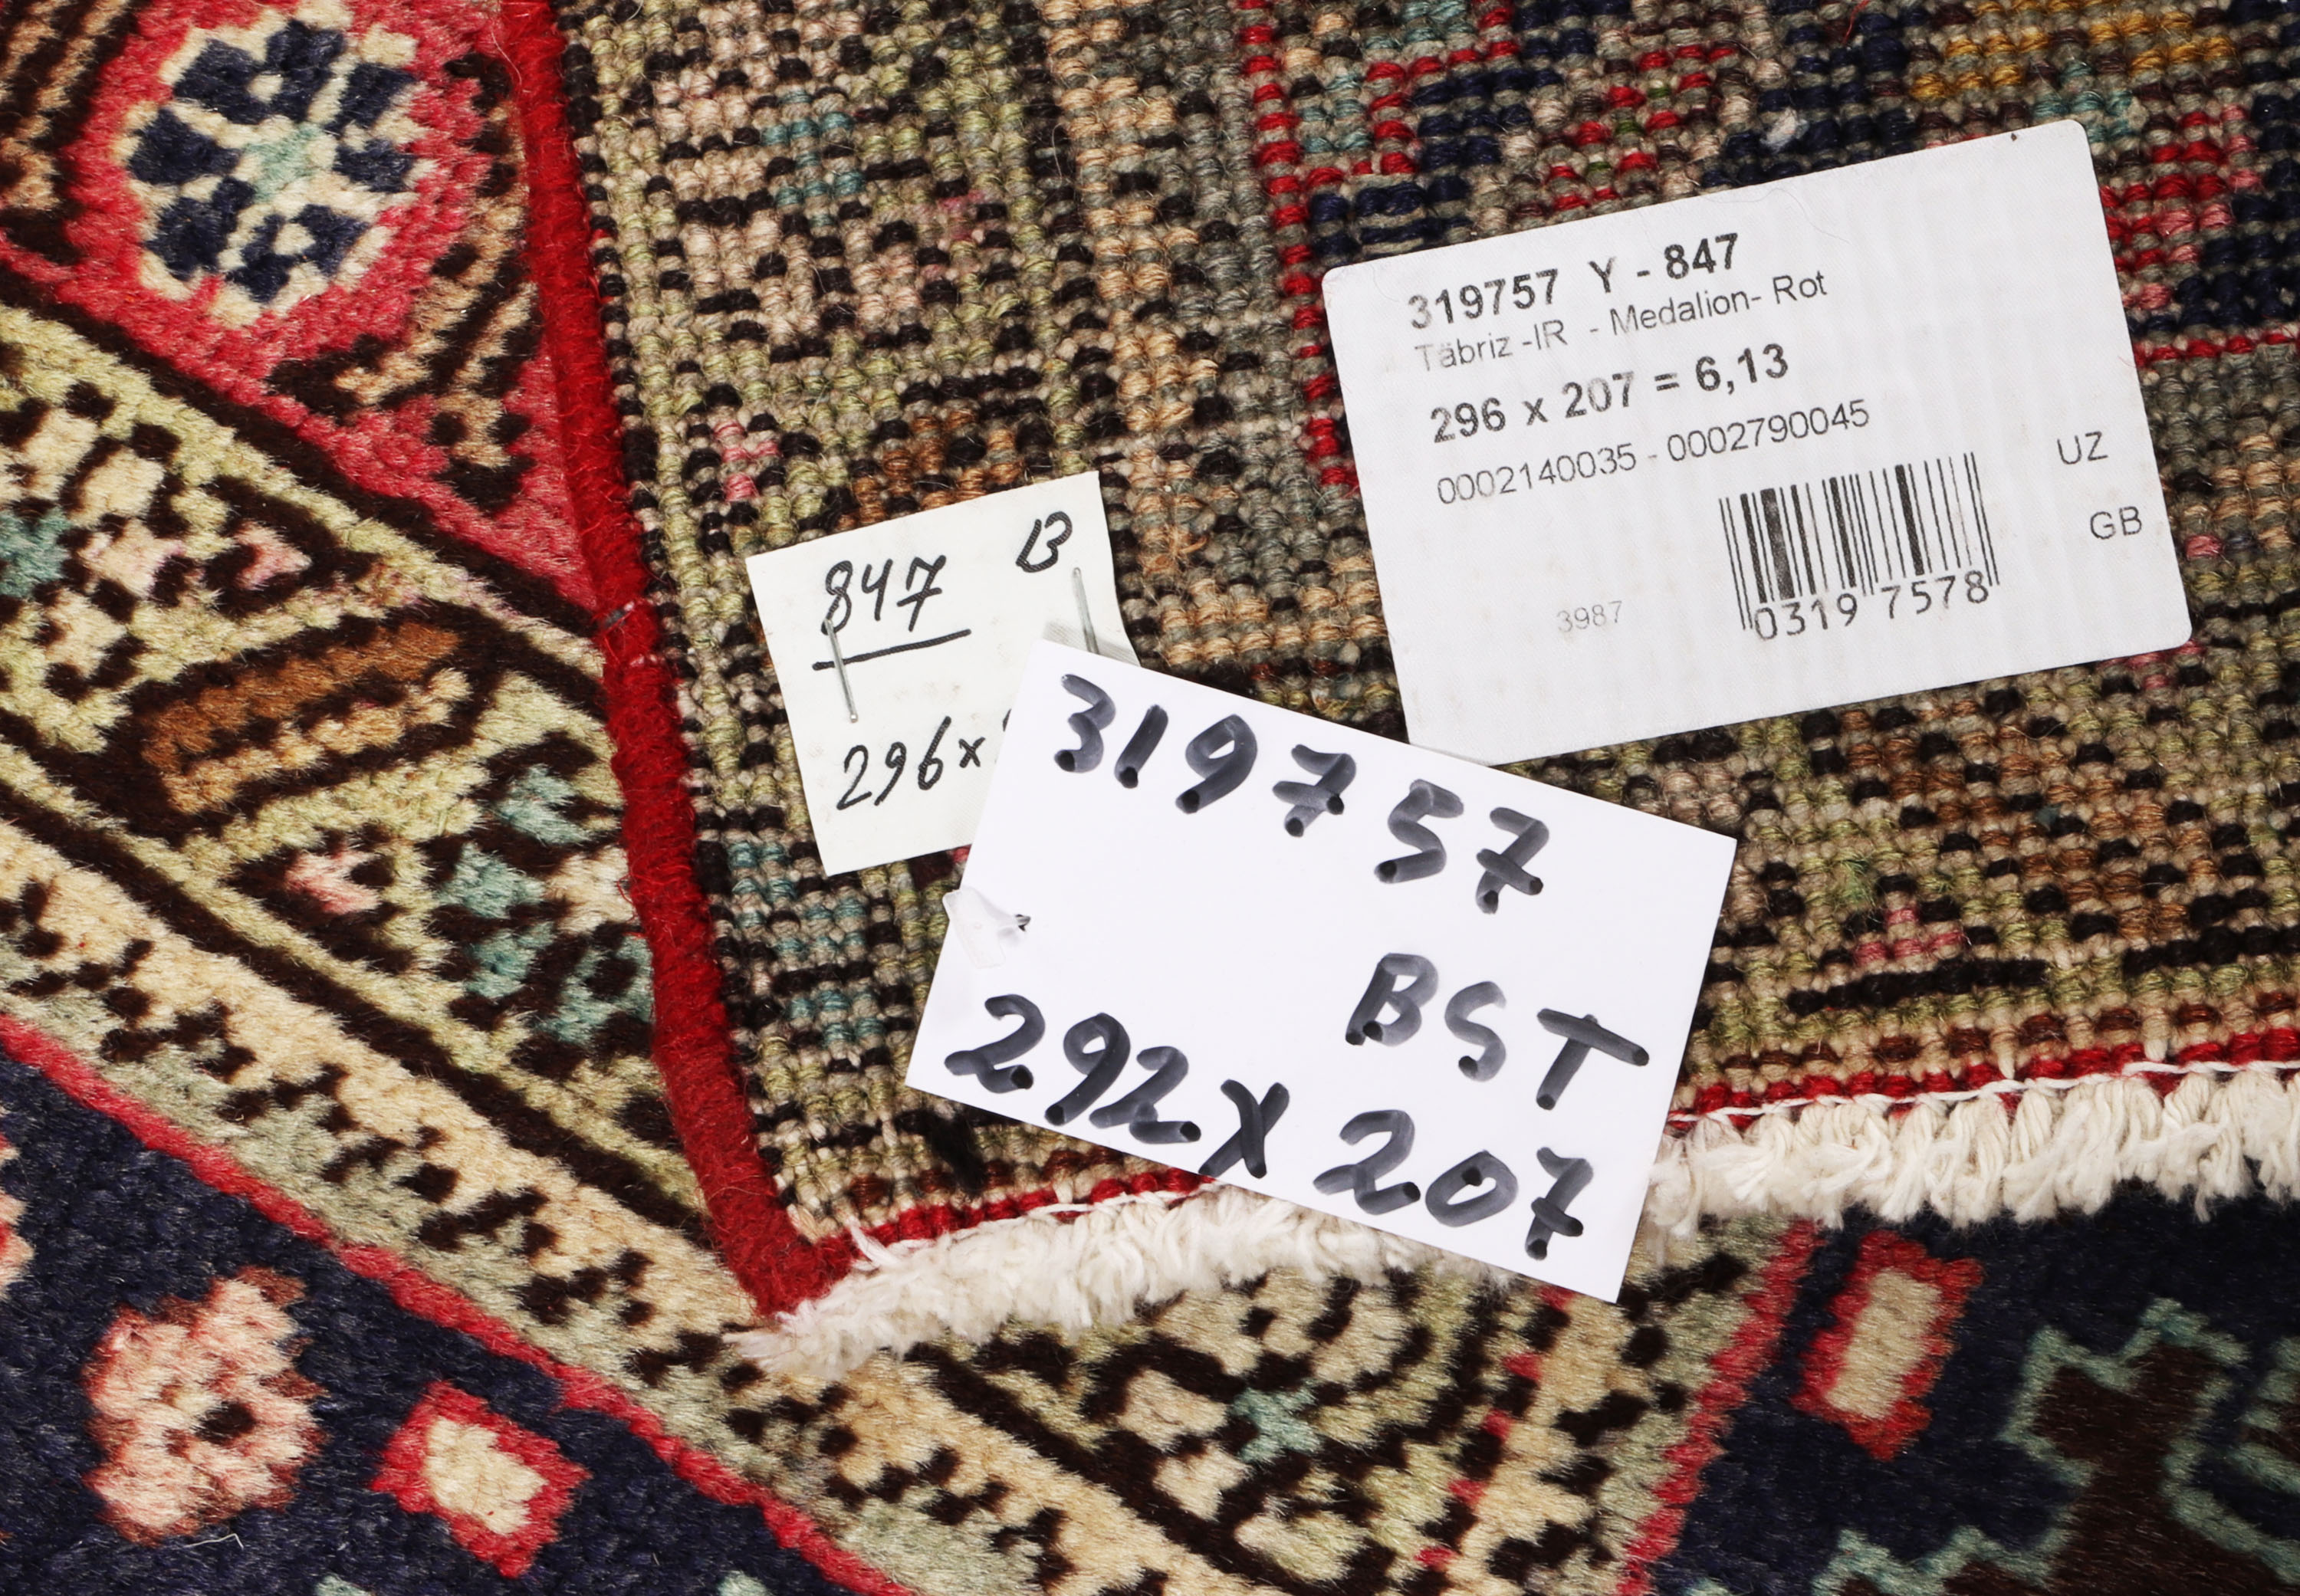 319757 Y - 847
Täbriz -IR - Medalion- Rot
296 x 207 = 6,13
0002140035 - 0002790045
UZ
GB
3987
0319 7578
847 B
296x
319757
BST
292X207